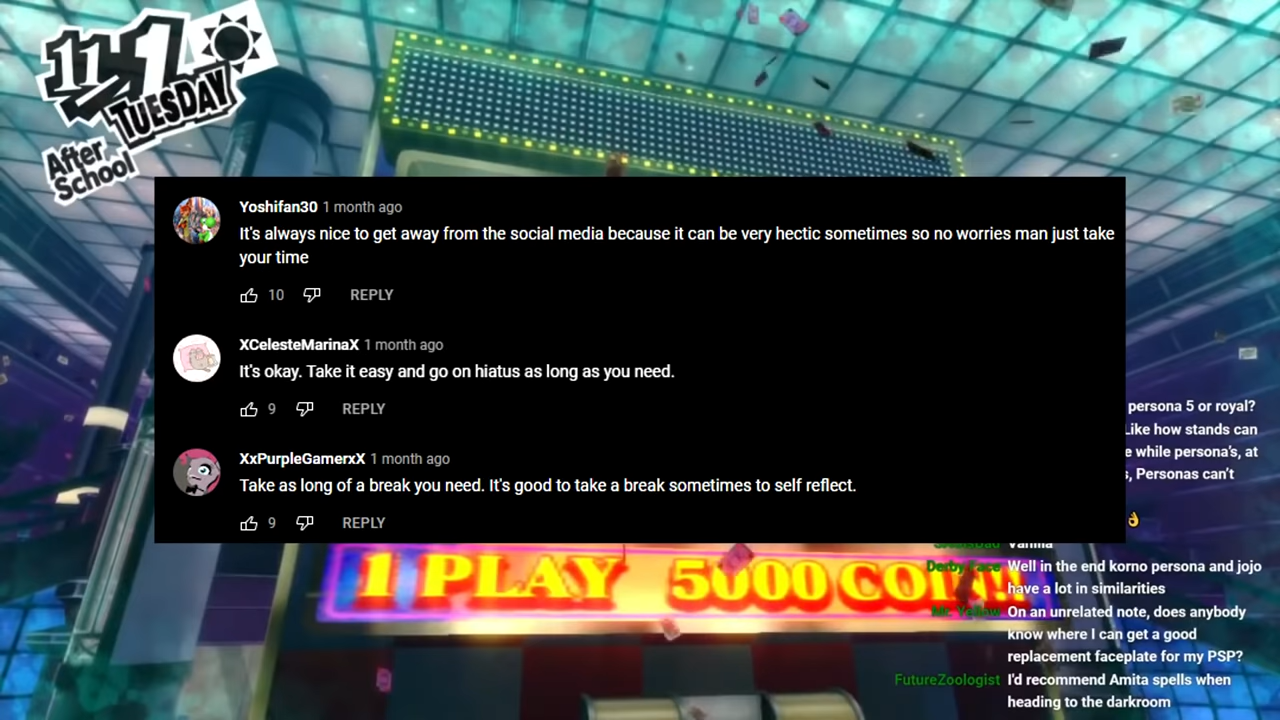 11/1
TUESDAY
After
School
Yoshifan30 1 month ago
It's always nice to get away from the social media because it can be very hectic sometimes so no worries man just take
your time
10 REPLY
XCelesteMarinaX 1 month ago
It's okay. Take it easy and go on hiatus as long as you need.
9 REPLY
XxPurpleGamerxX 1 month ago
Take as long of a break you need. It's good to take a break sometimes to self reflect.
9 REPLY
persona 5 or royal?
Like how stands can
e while persona's, at
s, Personas can't
👌
Vanilla
Derby Face Well in the end korno persona and jojo
have a lot in similarities
Mr. Yellow On an unrelated note, does anybody
know where I can get a good
replacement faceplate for my PSP?
FutureZoologist I'd recommend Amita spells when
heading to the darkroom
1 PLAY 5000 COIN!!